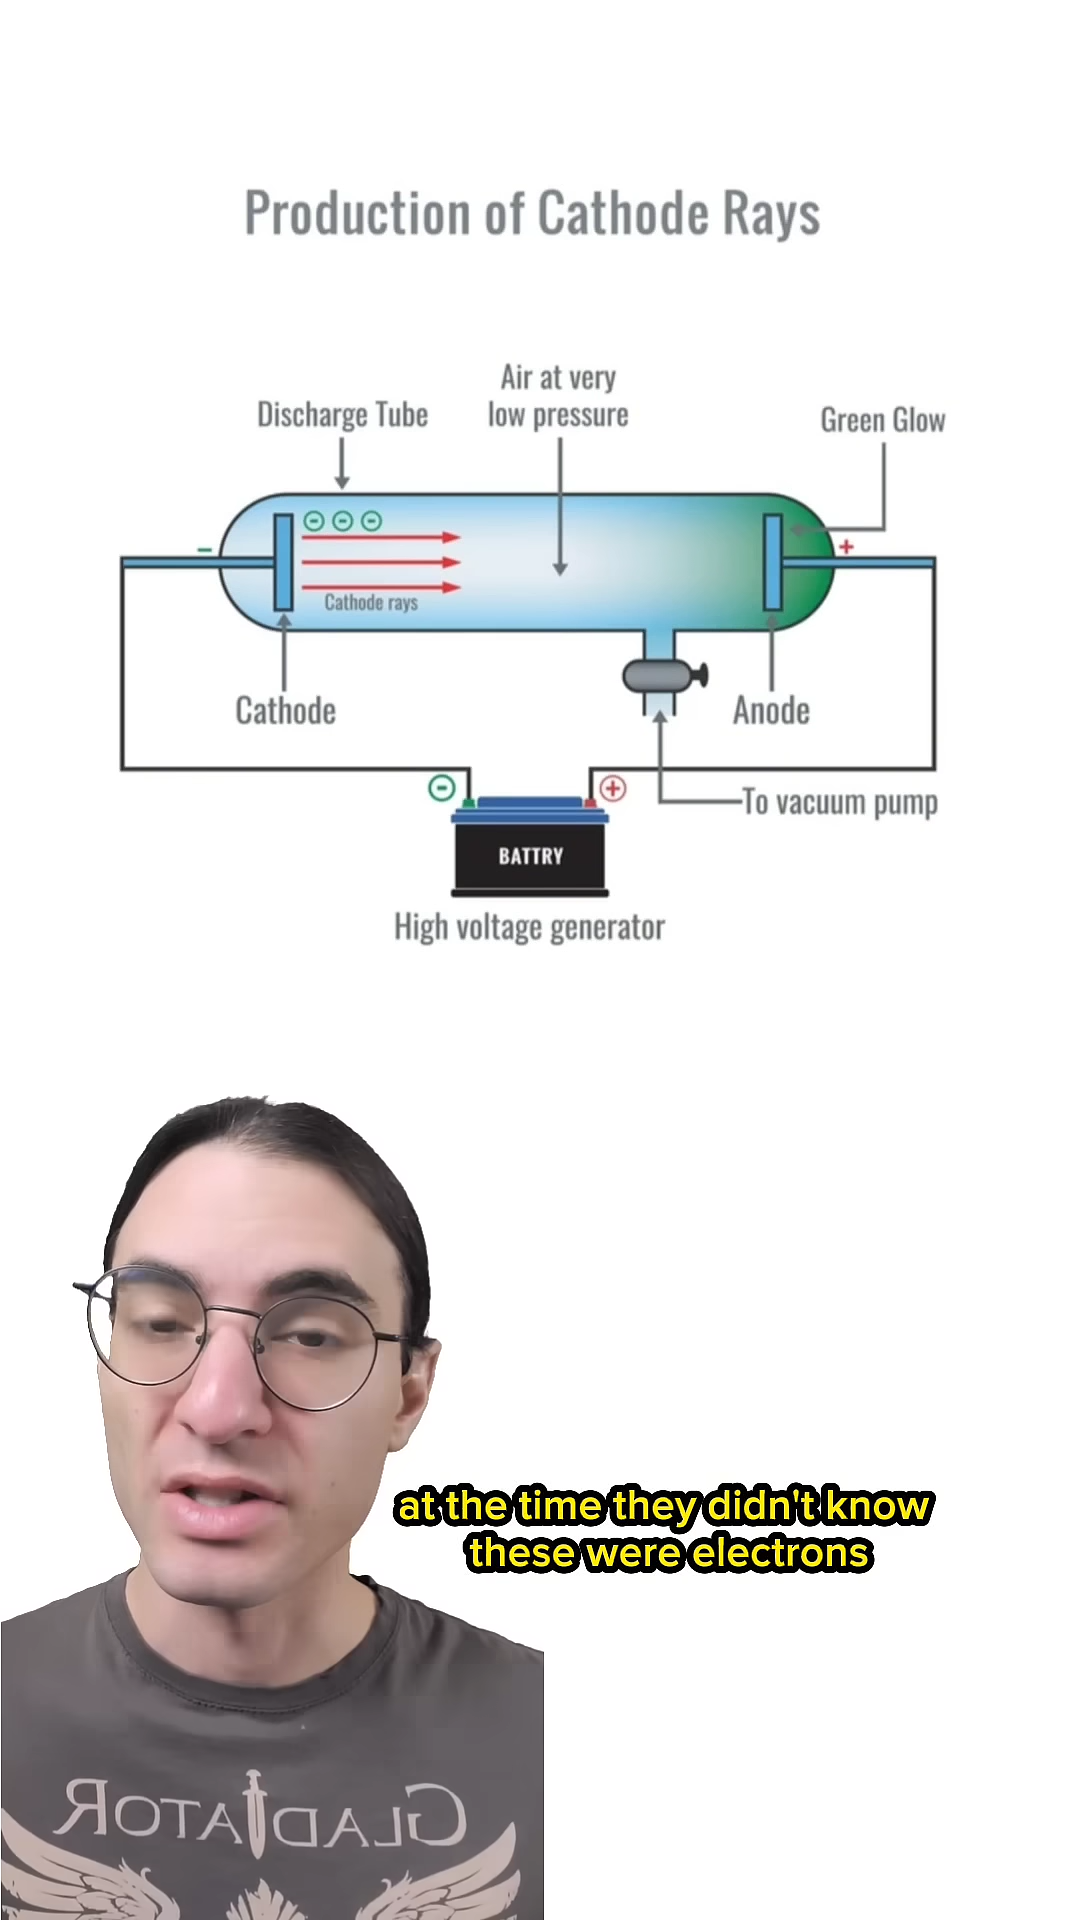 Production of Cathode Rays
Air at very
low pressure
Discharge Tube
Green Glow
− − −
−
+
Cathode rays
Cathode
Anode
−
+
To vacuum pump
BATTRY
High voltage generator
at the time they didn't know
these were electrons
GLADIATOR